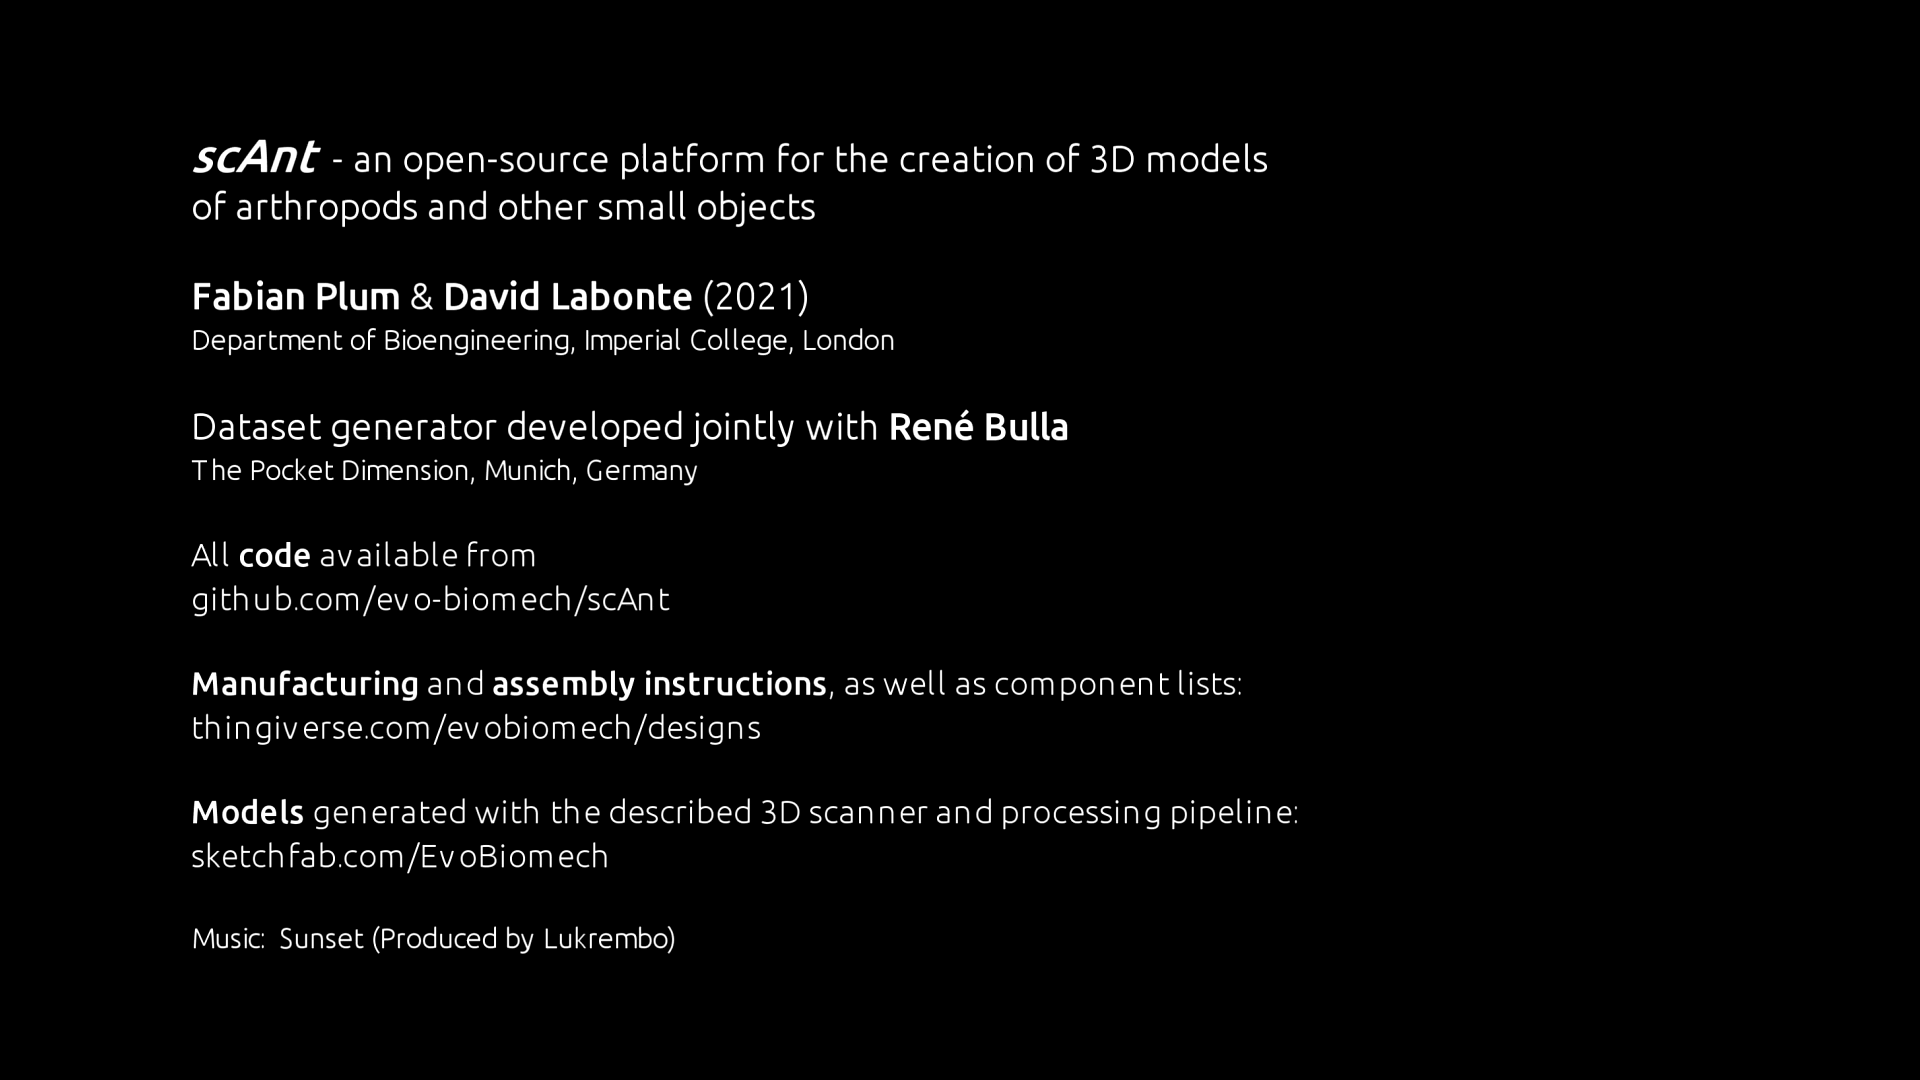 scAnt - an open-source platform for the creation of 3D models
of arthropods and other small objects
Fabian Plum & David Labonte (2021)
Department of Bioengineering, Imperial College, London
Dataset generator developed jointly with René Bulla
The Pocket Dimension, Munich, Germany
All code available from
github.com/evo-biomech/scAnt
Manufacturing and assembly instructions, as well as component lists:
thingiverse.com/evobiomech/designs
Models generated with the described 3D scanner and processing pipeline:
sketchfab.com/EvoBiomech
Music:  Sunset (Produced by Lukrembo)